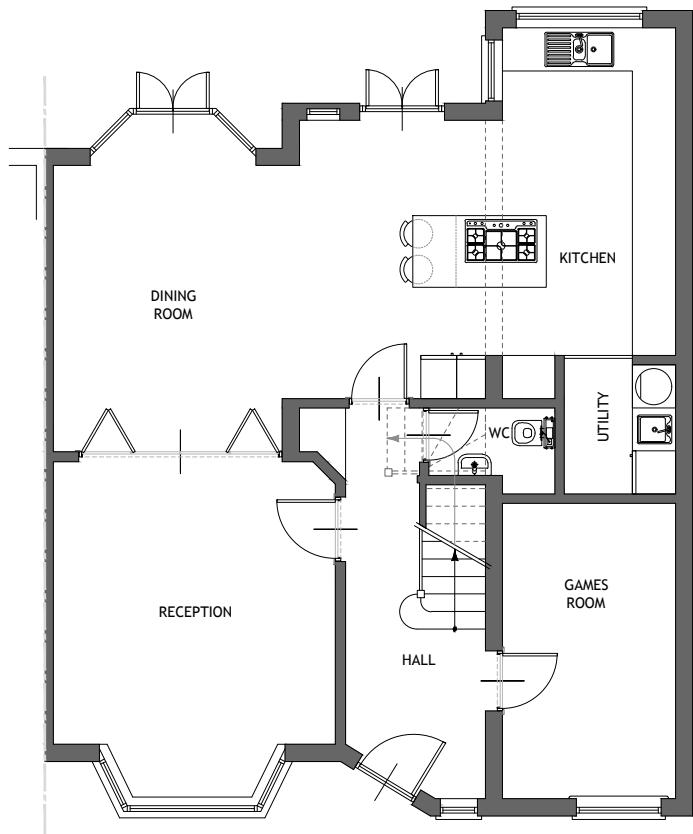 KITCHEN
DINING
ROOM
UTILITY
WC
GAMES
ROOM
RECEPTION
HALL